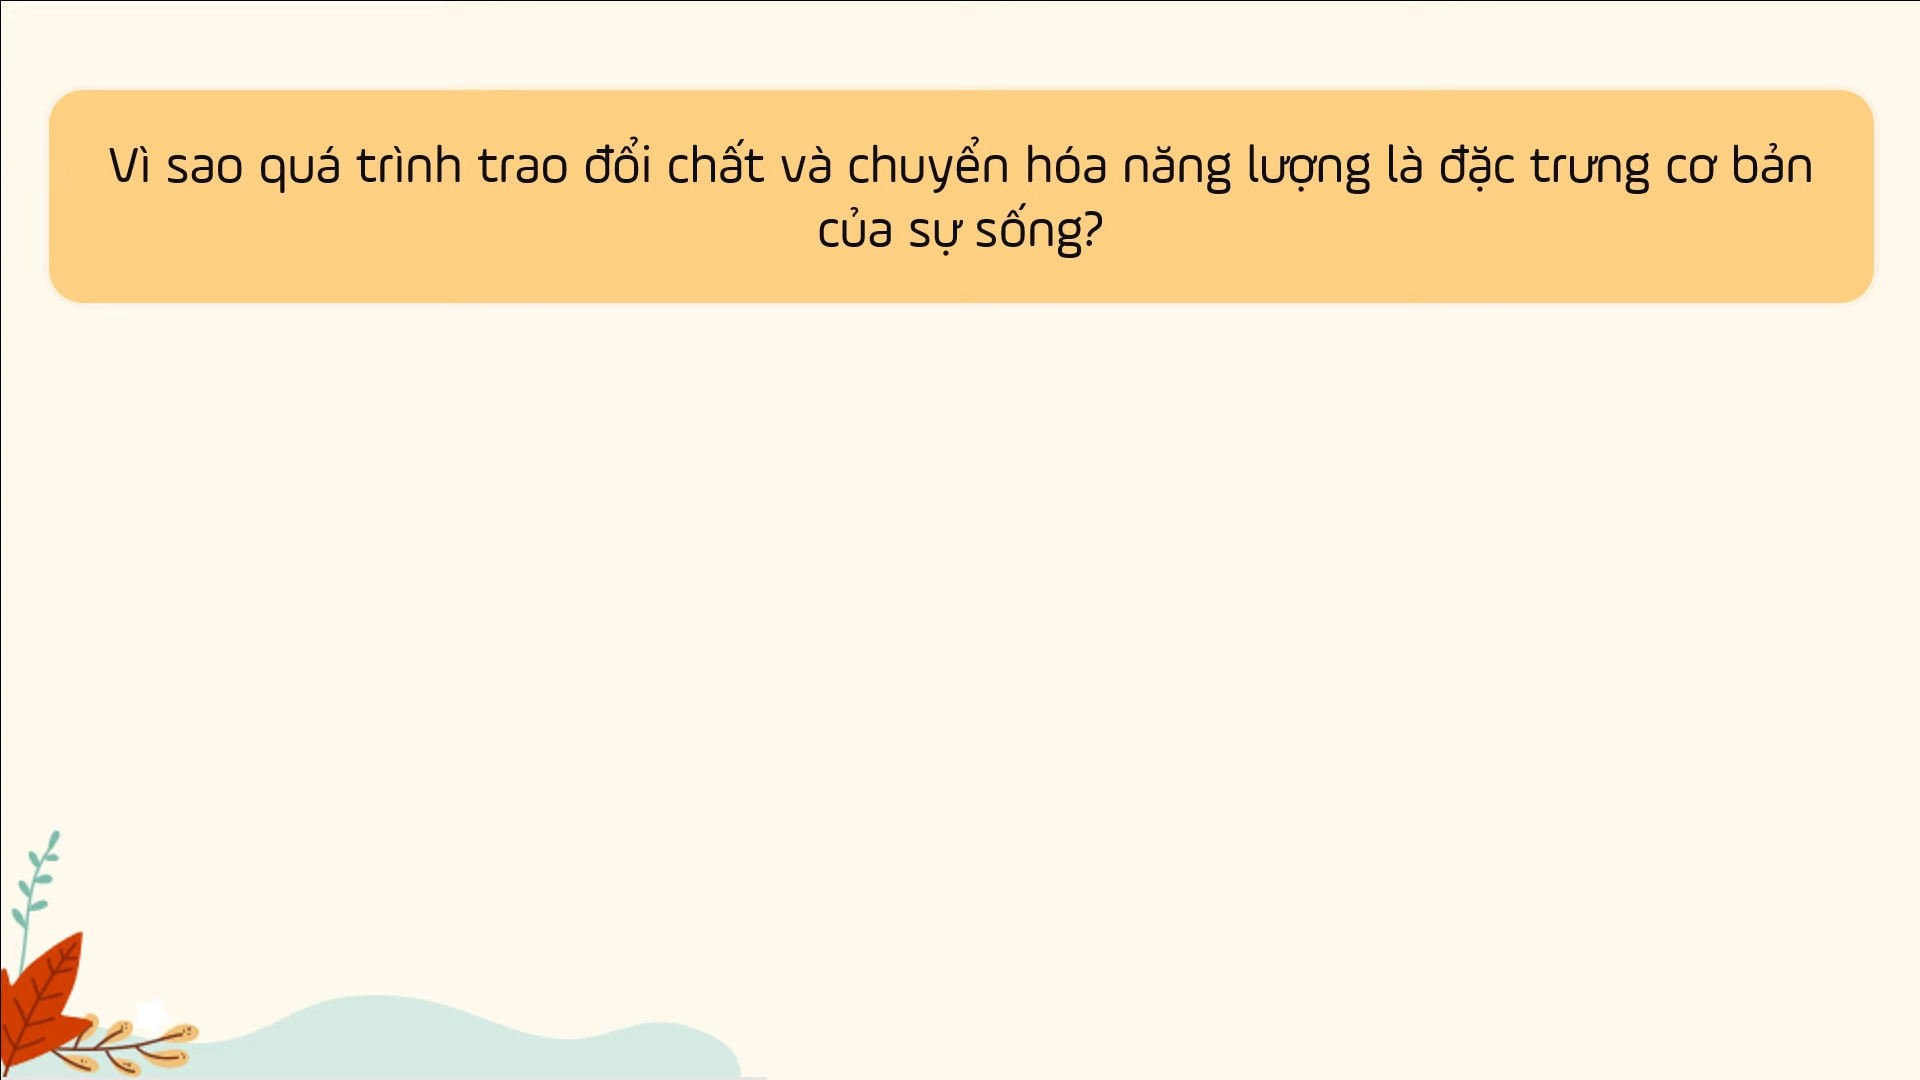 Vì sao quá trình trao đổi chất và chuyển hóa năng lượng là đặc trưng cơ bản
của sự sống?